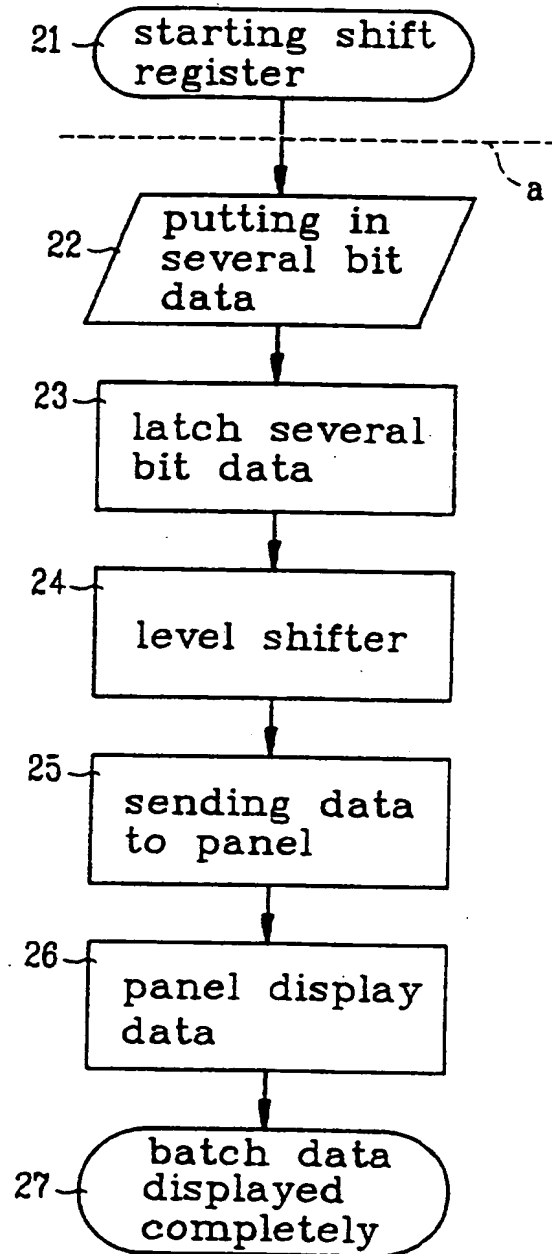 21
starting shift
register
a
22
putting in
several bit
data
23
latch several
bit data
24
level shifter
25
sending data
to panel
26
panel display
data
27
batch data
displayed
completely